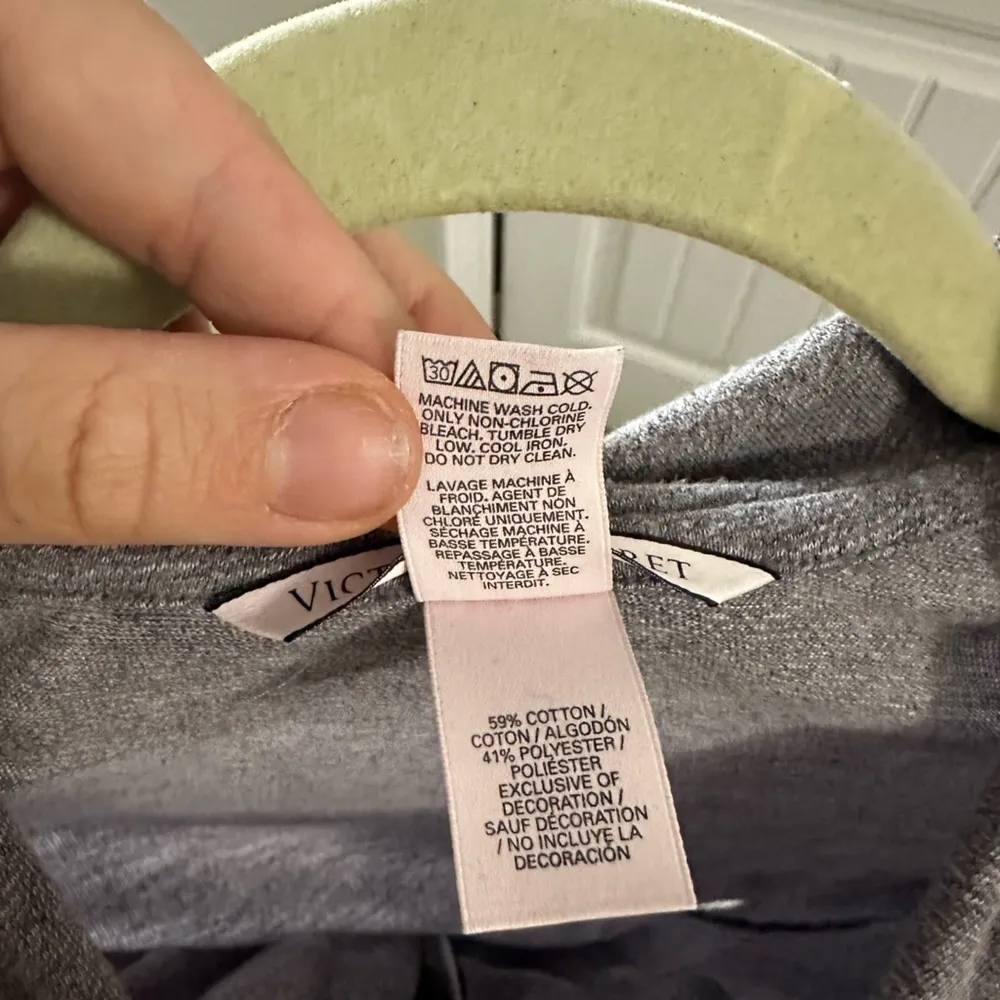 30
MACHINE WASH COLD.
ONLY NON-CHLORINE
BLEACH. TUMBLE DRY
LOW. COOL IRON.
DO NOT DRY CLEAN.
LAVAGE MACHINE À
FROID. AGENT DE
BLANCHIMENT NON
CHLORÉ UNIQUEMENT.
SÉCHAGE MACHINE À
BASSE TEMPÉRATURE.
REPASSAGE À BASSE
TEMPÉRATURE.
NETTOYAGE À SEC
INTERDIT.
59% COTTON /
COTON / ALGODÓN
41% POLYESTER /
POLIÉSTER
EXCLUSIVE OF
DECORATION /
SAUF DÉCORATION
/ NO INCLUYE LA
DECORACIÓN